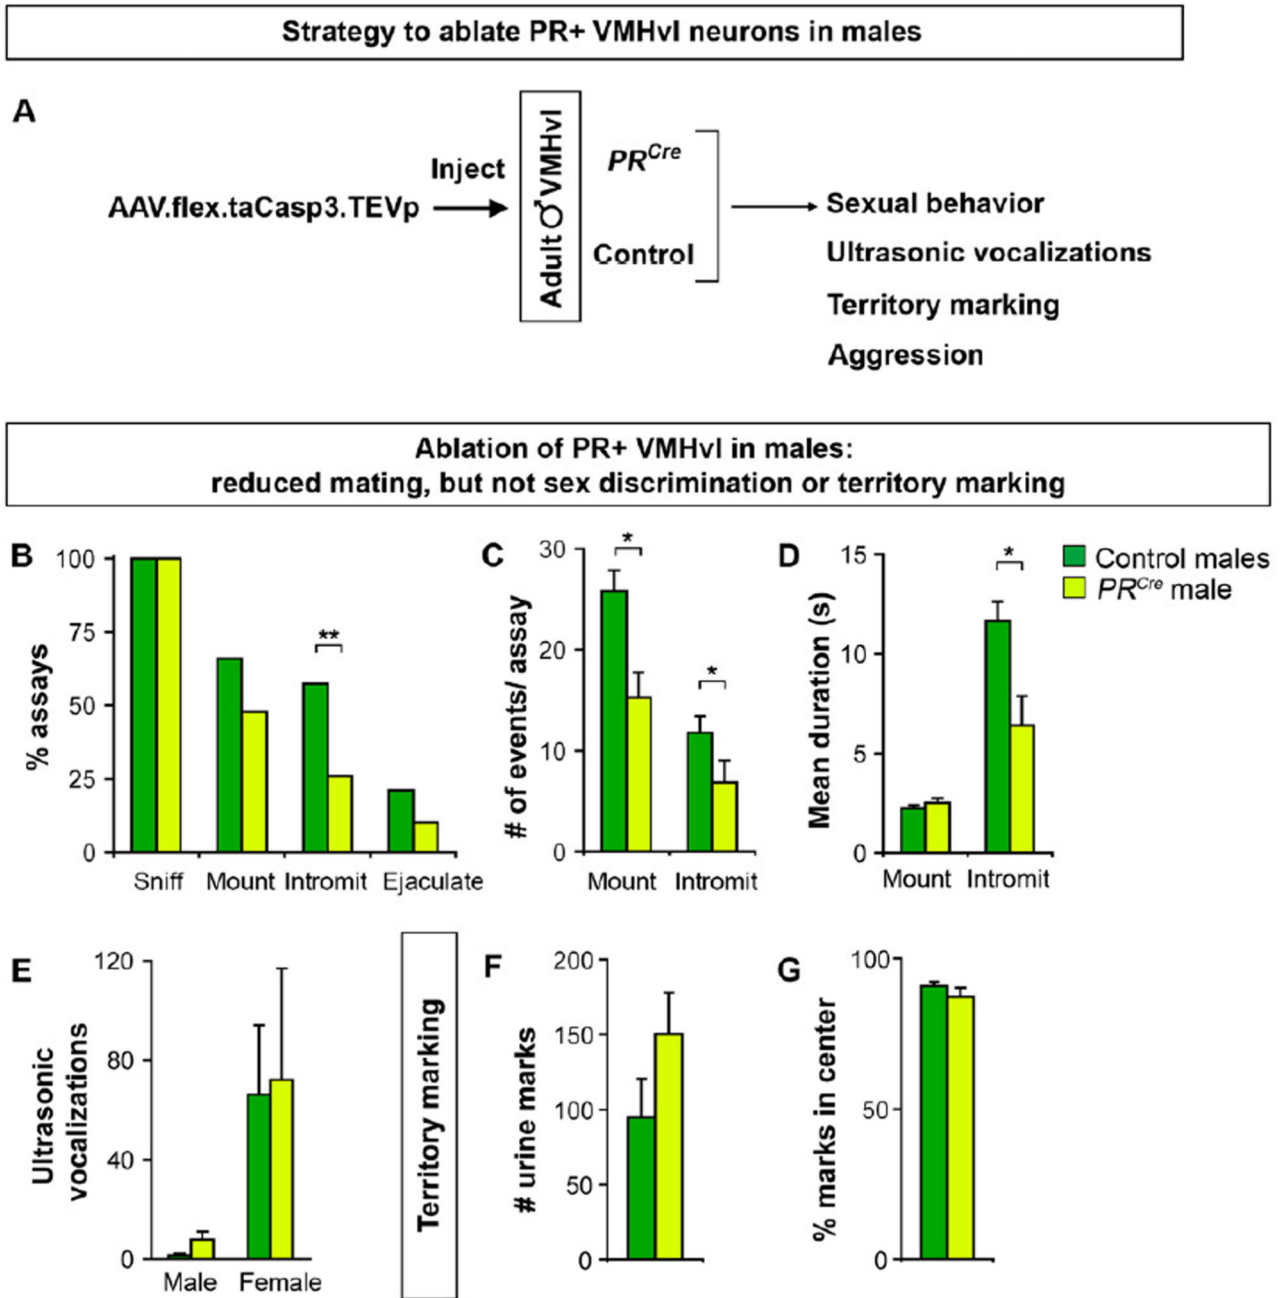 Strategy to ablate PR+ VMHvl neurons in males
A
AAV.flex.taCasp3.TEVp
Inject
Adult ♂ VMHvl
PRCre
Control
Sexual behavior
Ultrasonic vocalizations
Territory marking
Aggression
Ablation of PR+ VMHvl in males:
reduced mating, but not sex discrimination or territory marking
B
% assays
100
75
50
25
0
**
Sniff Mount Intromit Ejaculate
C
# of events/ assay
30
20
10
0
*
*
Mount Intromit
D
Mean duration (s)
15
10
5
0
*
Mount Intromit
Control males
PRCre male
E
Ultrasonic
vocalizations
120
80
40
0
Male Female
Territory marking
F
# urine marks
200
150
100
50
0
G
% marks in center
100
50
0